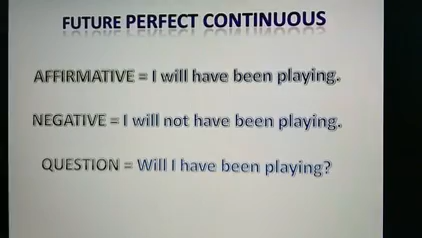 FUTURE PERFECT CONTINUOUS
AFFIRMATIVE = I will have been playing.
NEGATIVE = I will not have been playing.
QUESTION = Will I have been playing?